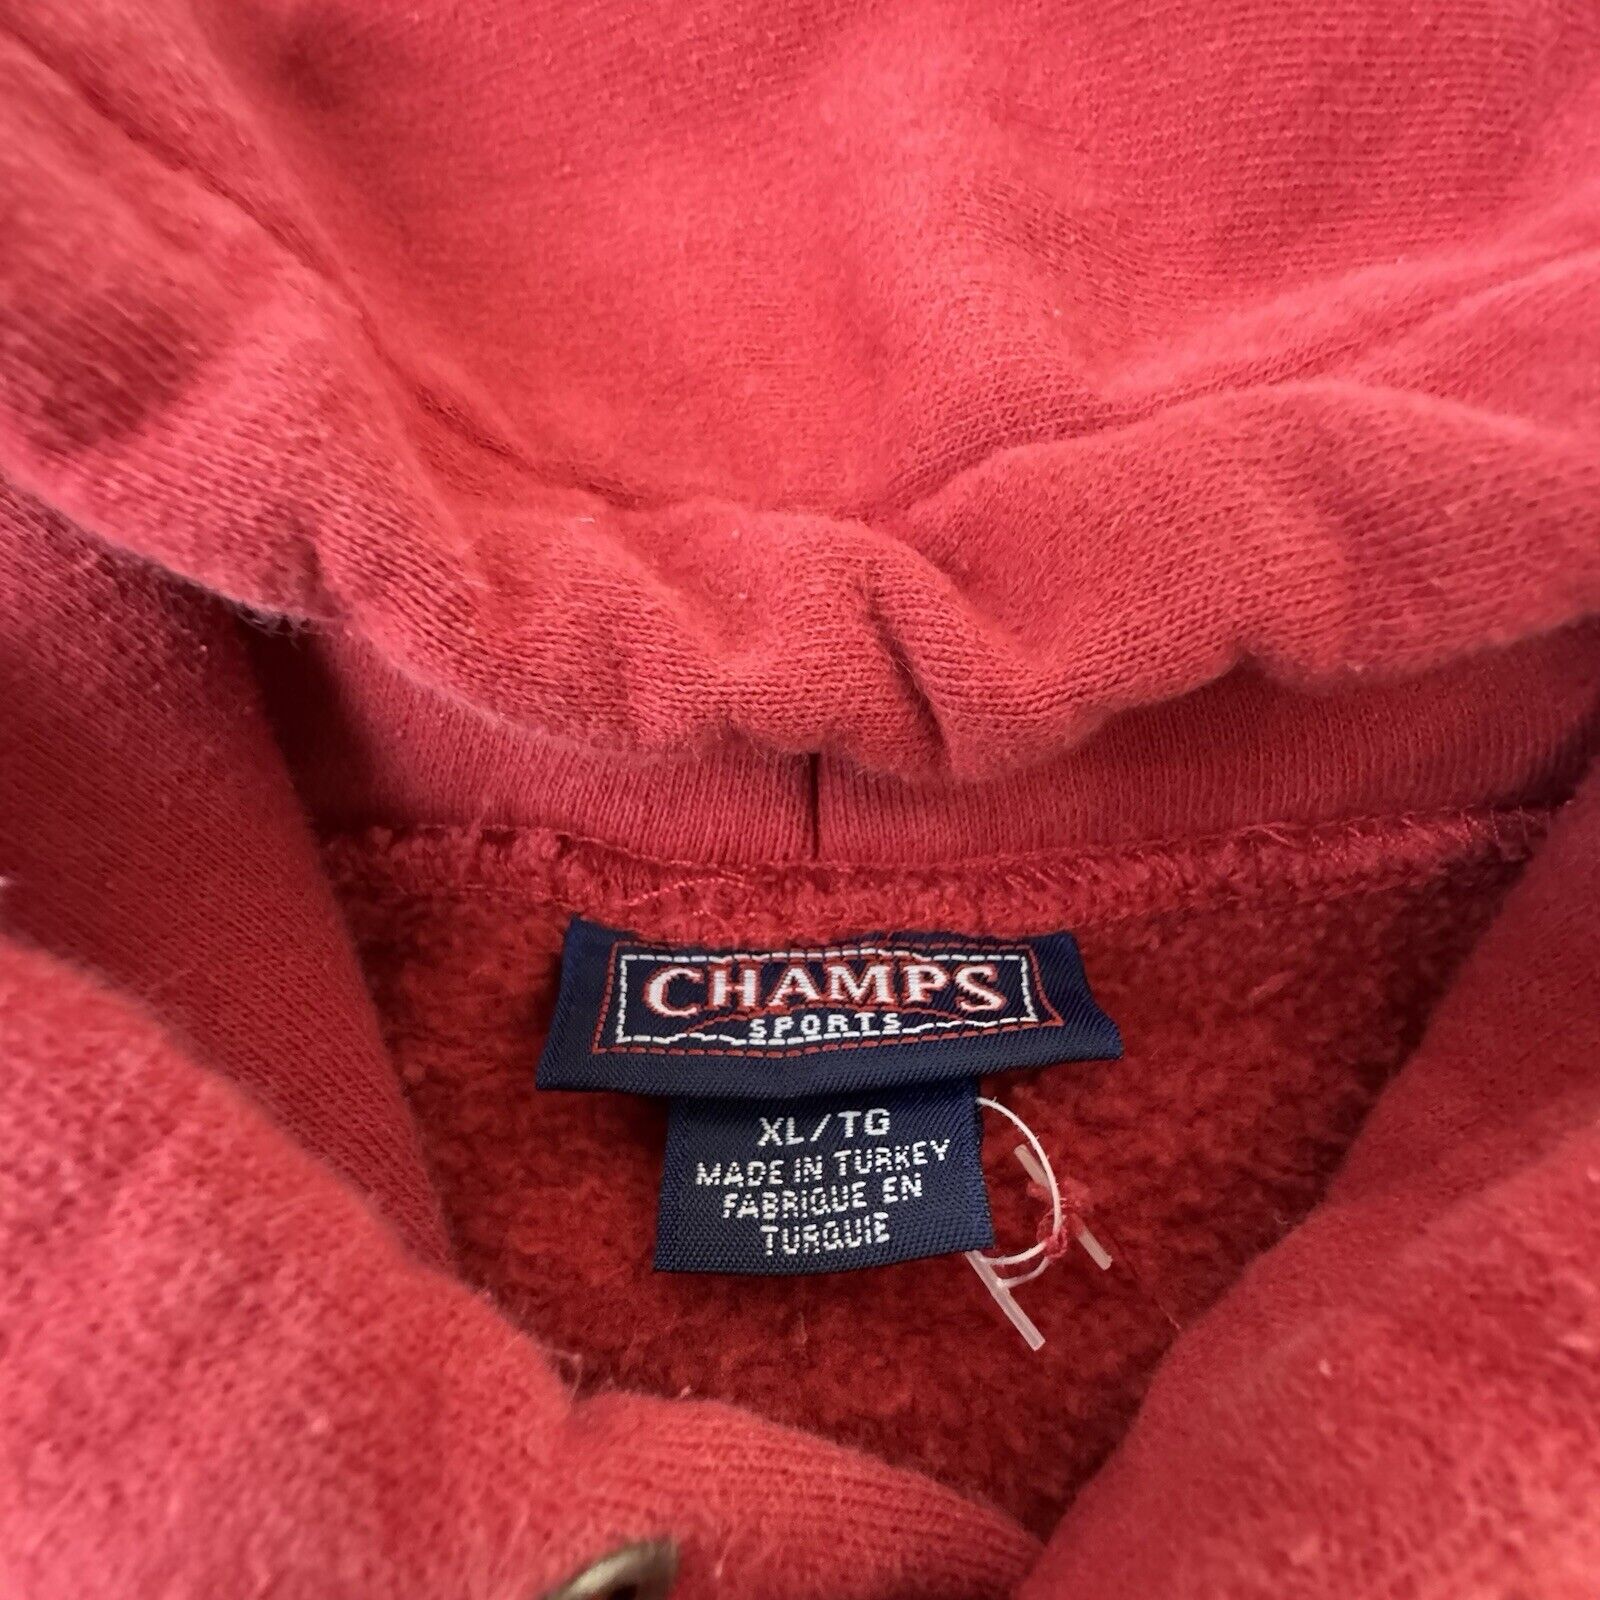 CHAMPS
SPORTS
XL/TG
MADE IN TURKEY
FABRIQUE EN
TURQUIE